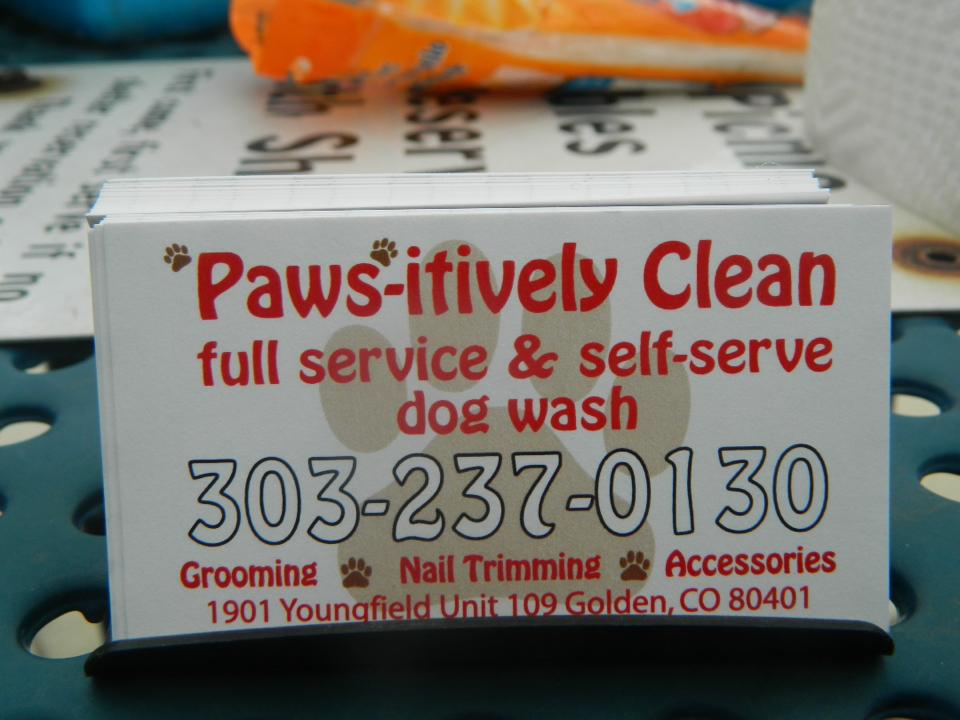 Paws-itively Clean
full service & self-serve
dog wash
303-237-0130
Grooming Nail Trimming Accessories
1901 Youngfield Unit 109 Golden, CO 80401